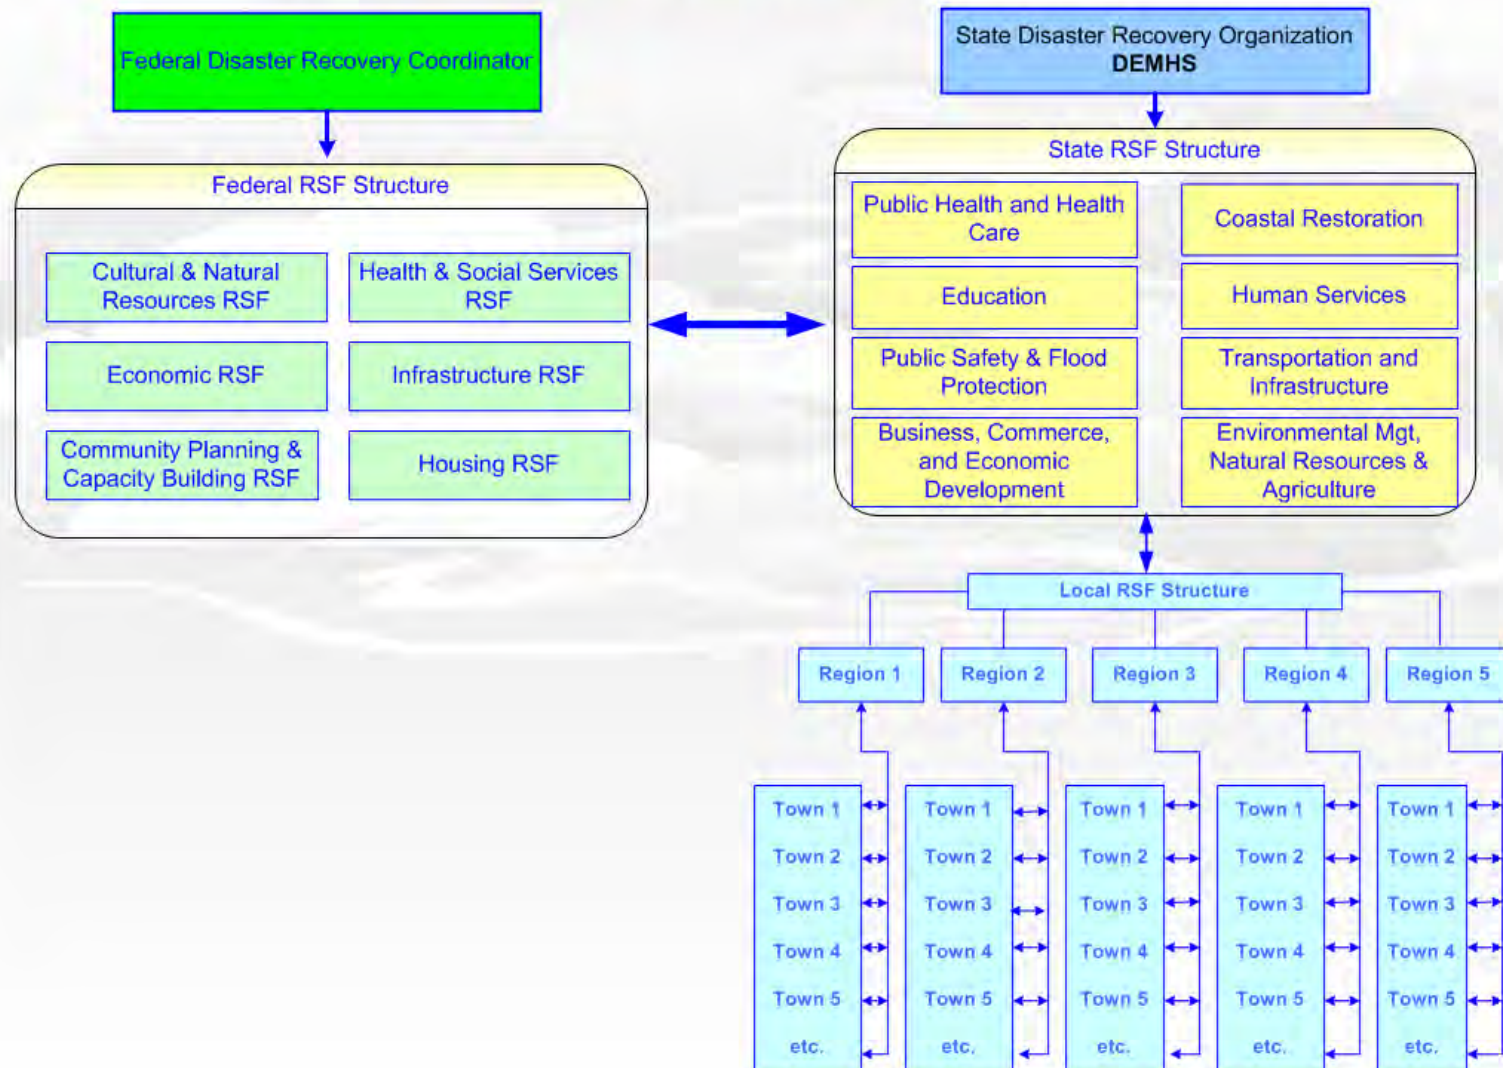 Federal Disaster Recovery Coordinator
Federal RSF Structure
Cultural & Natural
Resources RSF
Health & Social Services
RSF
Economic RSF
Infrastructure RSF
Community Planning &
Capacity Building RSF
Housing RSF
State Disaster Recovery Organization
DEMHS
State RSF Structure
Public Health and Health
Care
Coastal Restoration
Education
Human Services
Public Safety & Flood
Protection
Transportation and
Infrastructure
Business, Commerce,
and Economic
Development
Environmental Mgt,
Natural Resources &
Agriculture
Local RSF Structure
Region 1
Region 2
Region 3
Region 4
Region 5
Town 1
Town 2
Town 3
Town 4
Town 5
etc.
Town 1
Town 2
Town 3
Town 4
Town 5
etc.
Town 1
Town 2
Town 3
Town 4
Town 5
etc.
Town 1
Town 2
Town 3
Town 4
Town 5
etc.
Town 1
Town 2
Town 3
Town 4
Town 5
etc.